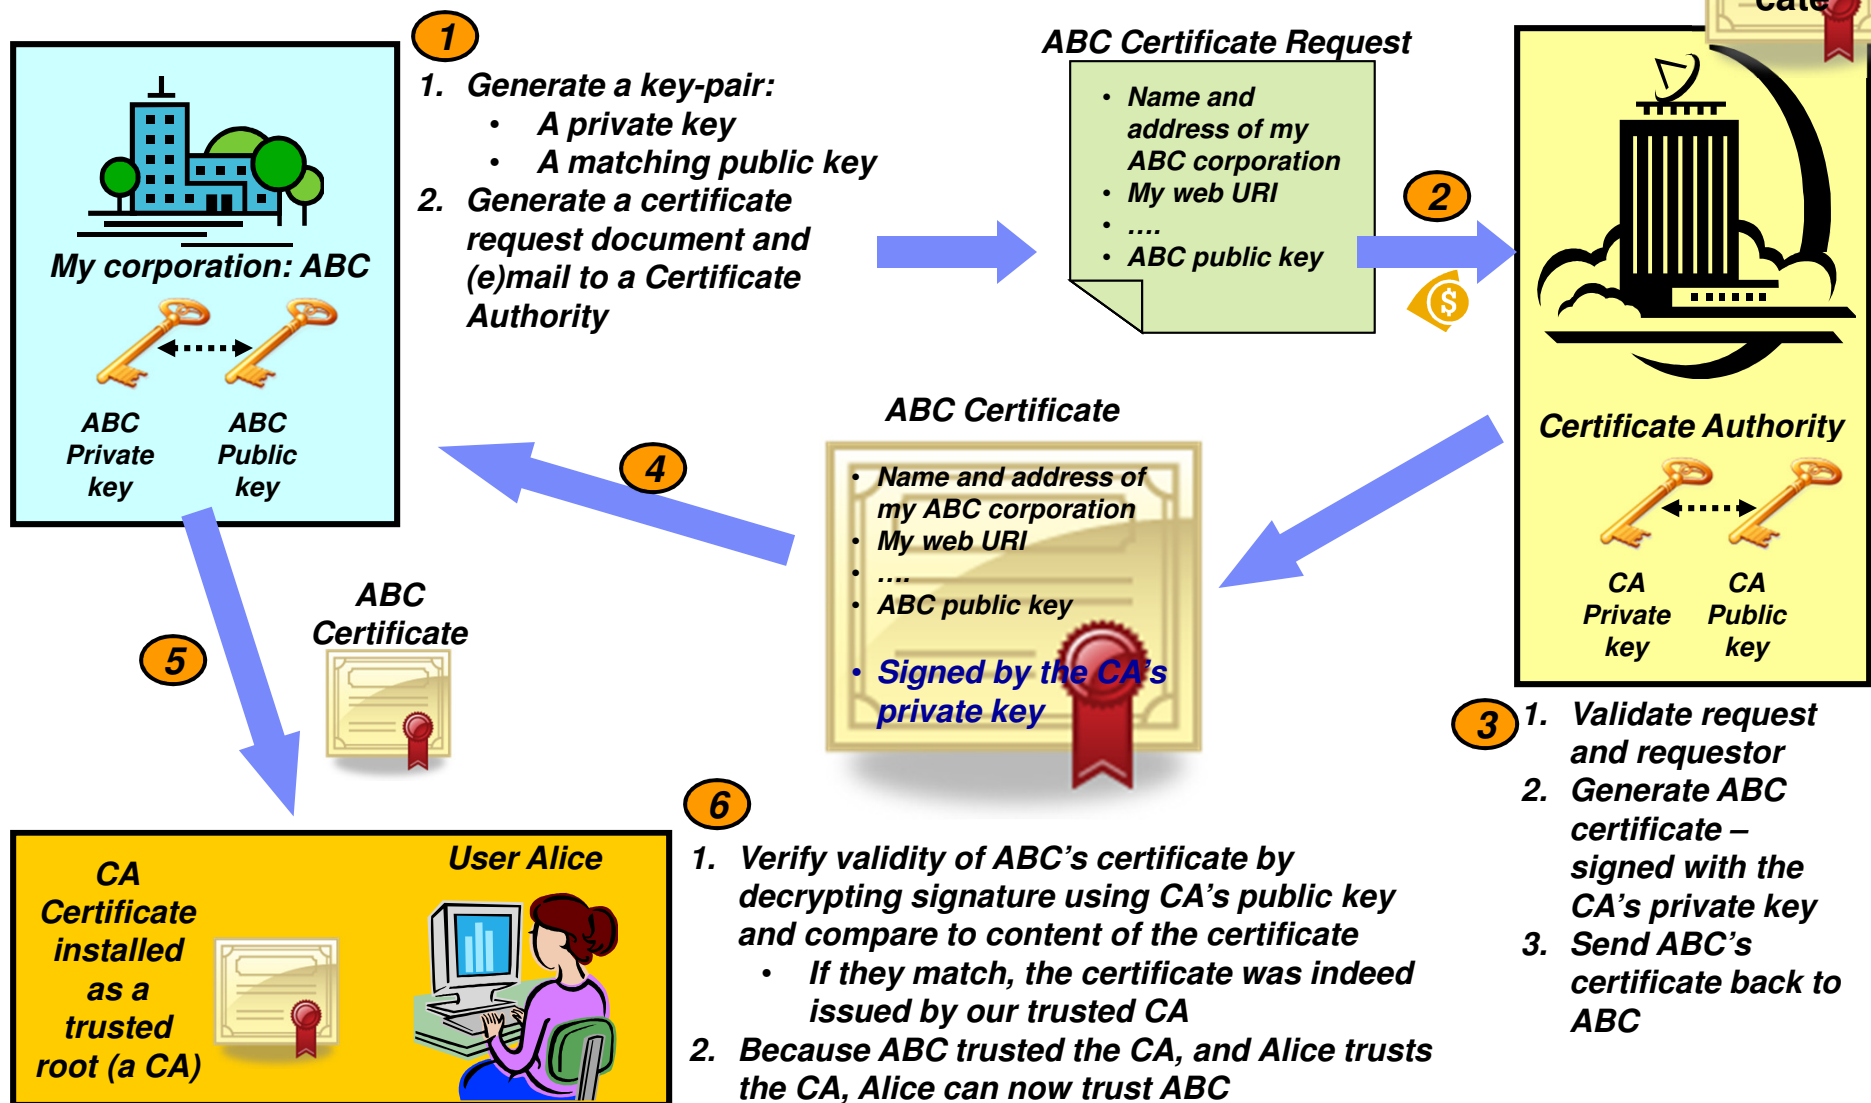 cate
1
1. Generate a key-pair:
• A private key
• A matching public key
2. Generate a certificate
request document and
(e)mail to a Certificate
Authority
My corporation: ABC
ABC
Private
key
ABC
Public
key
ABC Certificate Request
• Name and
address of my
ABC corporation
• My web URI
• ....
• ABC public key
2
$
Certificate Authority
CA
Private
key
CA
Public
key
3
1. Validate request
and requestor
2. Generate ABC
certificate –
signed with the
CA's private key
3. Send ABC's
certificate back to
ABC
ABC Certificate
• Name and address of
my ABC corporation
• My web URI
• ....
• ABC public key
• Signed by the CA's
private key
4
5
ABC
Certificate
CA
Certificate
installed
as a
trusted
root (a CA)
User Alice
6
1. Verify validity of ABC's certificate by
decrypting signature using CA's public key
and compare to content of the certificate
• If they match, the certificate was indeed
issued by our trusted CA
2. Because ABC trusted the CA, and Alice trusts
the CA, Alice can now trust ABC